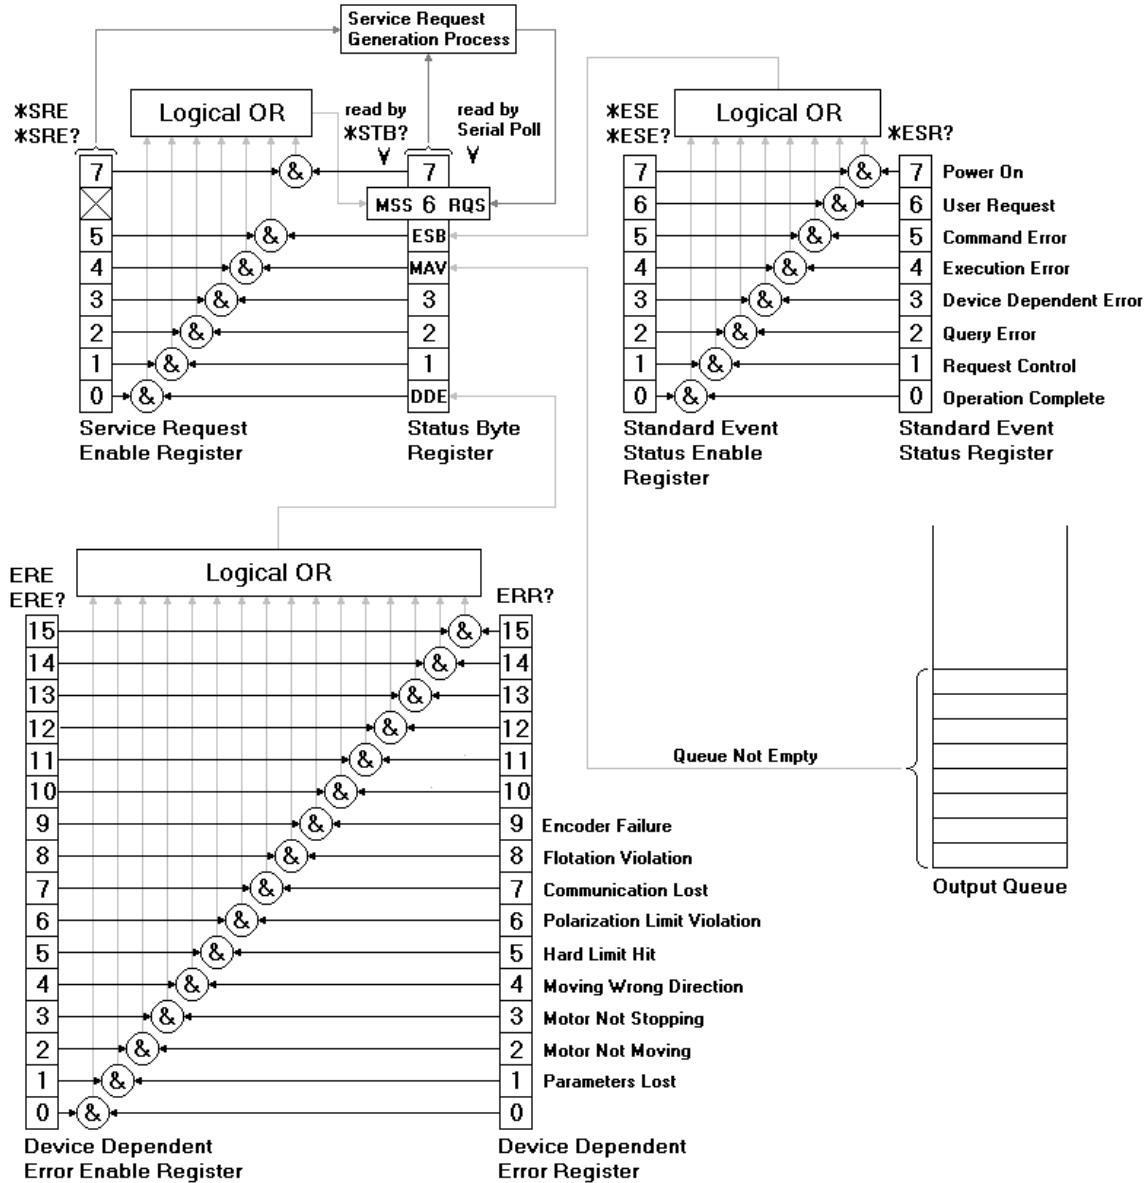 Service Request
Generation Process
*SRE
*SRE?
Logical OR
read by
*STB?
read by
Serial Poll
*ESE
*ESE?
Logical OR
*ESR?
7 & 7
MSS 6 RQS
5 & ESB
4 & MAV
3 & 3
2 & 2
1 & 1
0 & DDE
Service Request
Enable Register
Status Byte
Register
7 & 7 Power On
6 & 6 User Request
5 & 5 Command Error
4 & 4 Execution Error
3 & 3 Device Dependent Error
2 & 2 Query Error
1 & 1 Request Control
0 & 0 Operation Complete
Standard Event
Status Enable
Register
Standard Event
Status Register
ERE
ERE?
Logical OR
ERR?
15 & 15
14 & 14
13 & 13
12 & 12
11 & 11
10 & 10
9 & 9 Encoder Failure
8 & 8 Flotation Violation
7 & 7 Communication Lost
6 & 6 Polarization Limit Violation
5 & 5 Hard Limit Hit
4 & 4 Moving Wrong Direction
3 & 3 Motor Not Stopping
2 & 2 Motor Not Moving
1 & 1 Parameters Lost
0 & 0
Device Dependent
Error Enable Register
Device Dependent
Error Register
Queue Not Empty
Output Queue